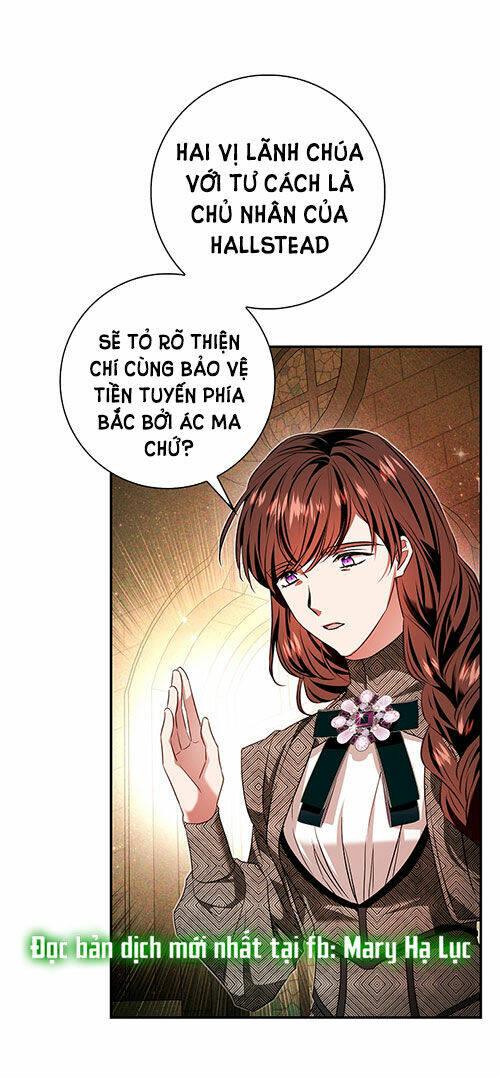 HAI VỊ LÃNH CHÚA
VỚI TƯ CÁCH LÀ
CHỦ NHÂN CỦA
HALLSTEAD
SẼ TỎ RÕ THIỆN
CHÍ CÙNG BẢO VỆ
TIỀN TUYẾN PHÍA
BẮC BỞI ÁC MA
CHỨ?
Đọc bản dịch mới nhất tại fb: Mary Hạ Lục